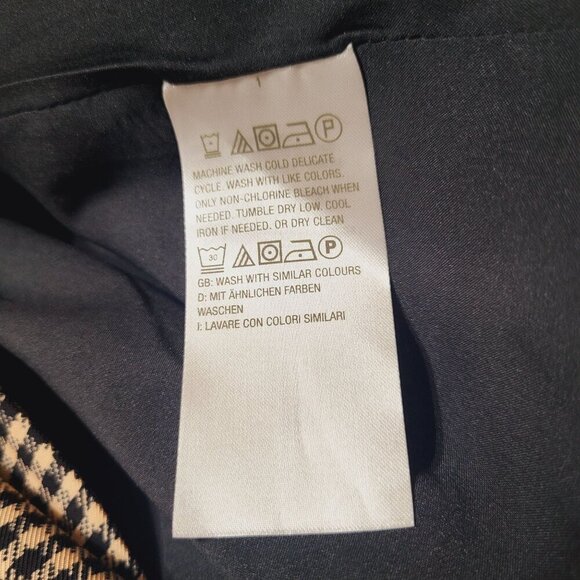 P
MACHINE WASH COLD DELICATE
CYCLE. WASH WITH LIKE COLORS.
ONLY NON-CHLORINE BLEACH WHEN
NEEDED. TUMBLE DRY LOW. COOL
IRON IF NEEDED. OR DRY CLEAN
30 P
GB: WASH WITH SIMILAR COLOURS
D: MIT ÄHNLICHEN FARBEN
WASCHEN
I: LAVARE CON COLORI SIMILARI